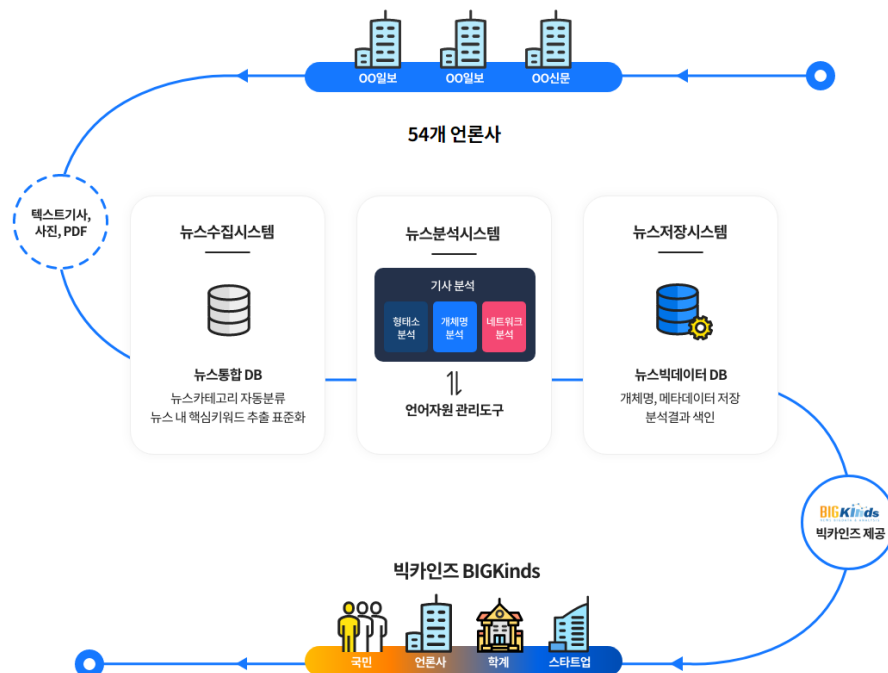 OO일보
OO일보
OO신문
54개 언론사
텍스트기사,
사진, PDF
뉴스수집시스템
뉴스통합 DB
뉴스카테고리 자동분류
뉴스 내 핵심키워드 추출 표준화
뉴스분석시스템
기사 분석
형태소
분석
개체명
분석
네트워크
분석
언어자원 관리도구
뉴스저장시스템
뉴스빅데이터 DB
개체명, 메타데이터 저장
분석결과 색인
BIGKinds
빅카인즈 제공
빅카인즈 BIGKinds
국민
언론사
학계
스타트업